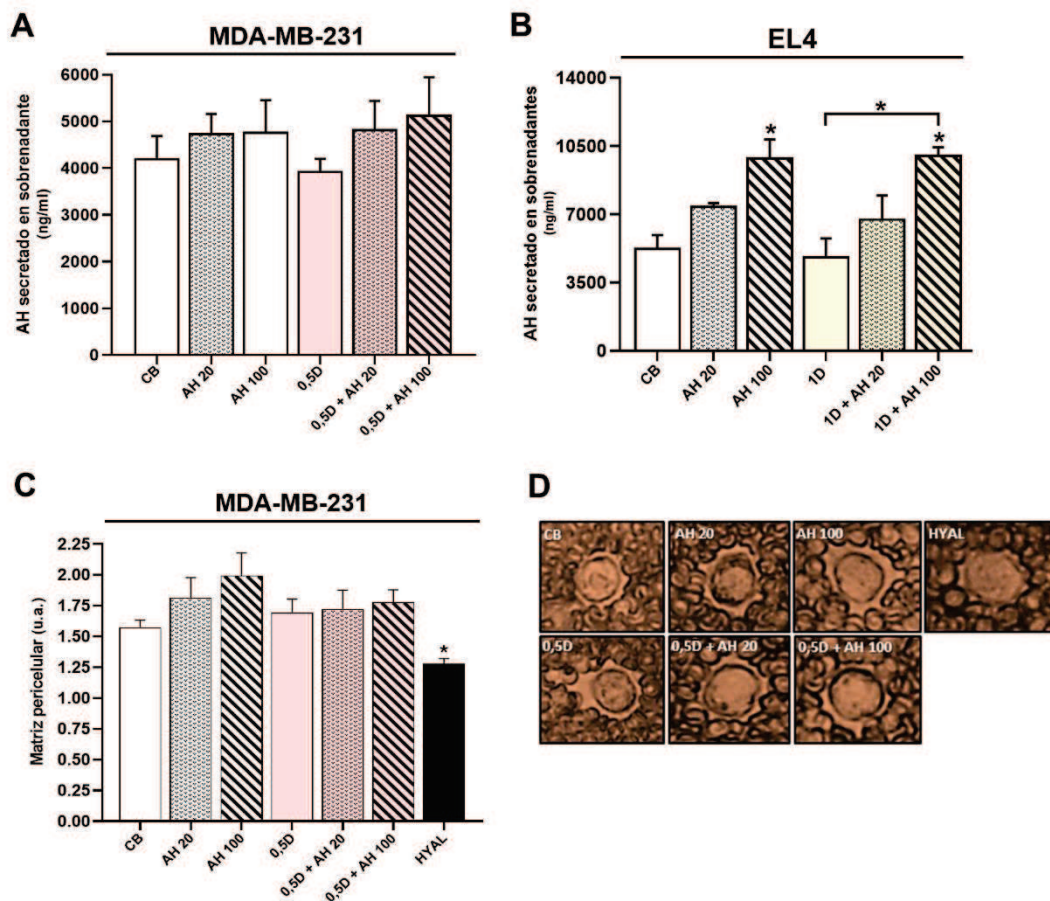 A
MDA-MB-231
AH secretado en sobrenadante
(ng/ml)
6000
5000
4000
3000
2000
1000
0
CB
AH 20
AH 100
0,5D
0,5D + AH 20
0,5D + AH 100
B
EL4
AH secretado en sobrenadantes
(ng/ml)
14000
10500
7000
3500
0
*
*
*
CB
AH 20
AH 100
1D
1D + AH 20
1D + AH 100
C
MDA-MB-231
Matriz pericelular (u.a.)
2.25
2.00
1.75
1.50
1.25
1.00
0.75
0.50
0.25
0.00
*
CB
AH 20
AH 100
0,5D
0,5D + AH 20
0,5D + AH 100
HYAL
D
CB
AH 20
AH 100
HYAL
0,5D
0,5D + AH 20
0,5D + AH 100